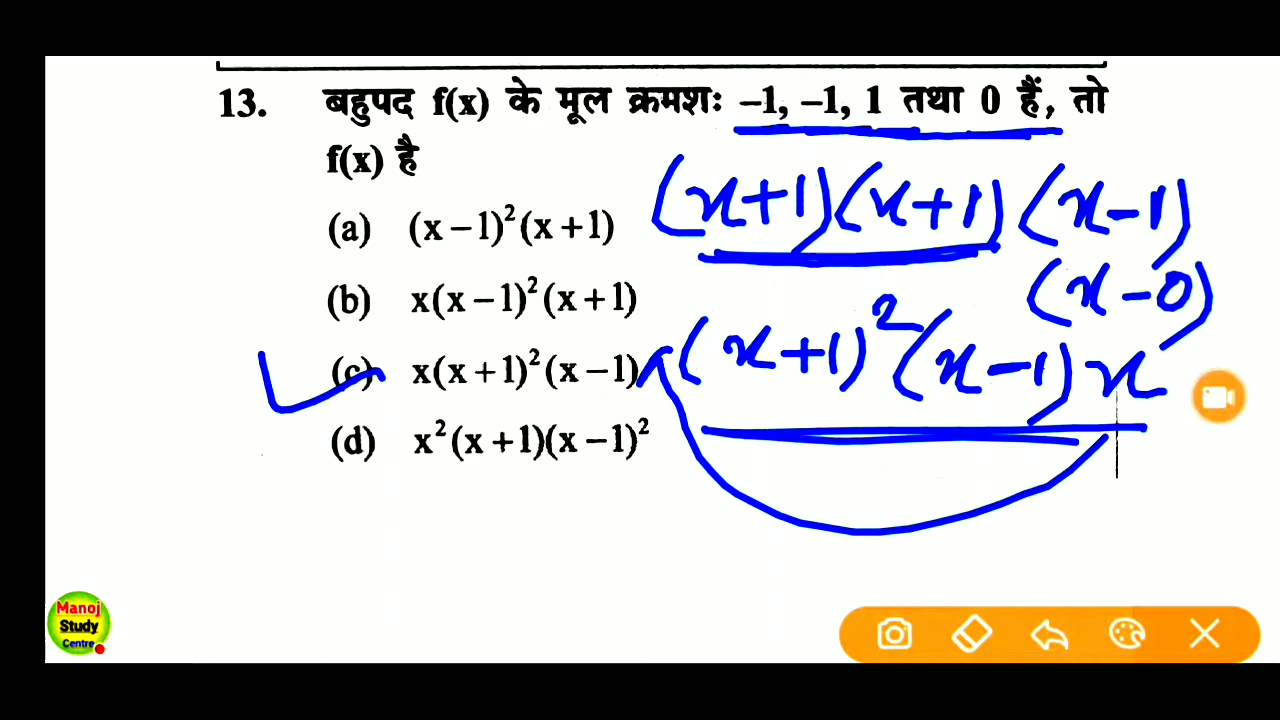 13. बहुपद f(x) के मूल क्रमशः –1, –1, 1 तथा 0 हैं, तो
f(x) है
(a) (x – 1)²(x + 1)
(b) x(x – 1)²(x + 1)
(c) x(x + 1)²(x – 1)
(d) x²(x + 1)(x – 1)²
(x+1)(x+1)(x-1)
(x-0)
(x+1)²(x-1)x
Manoj
Study
Centre